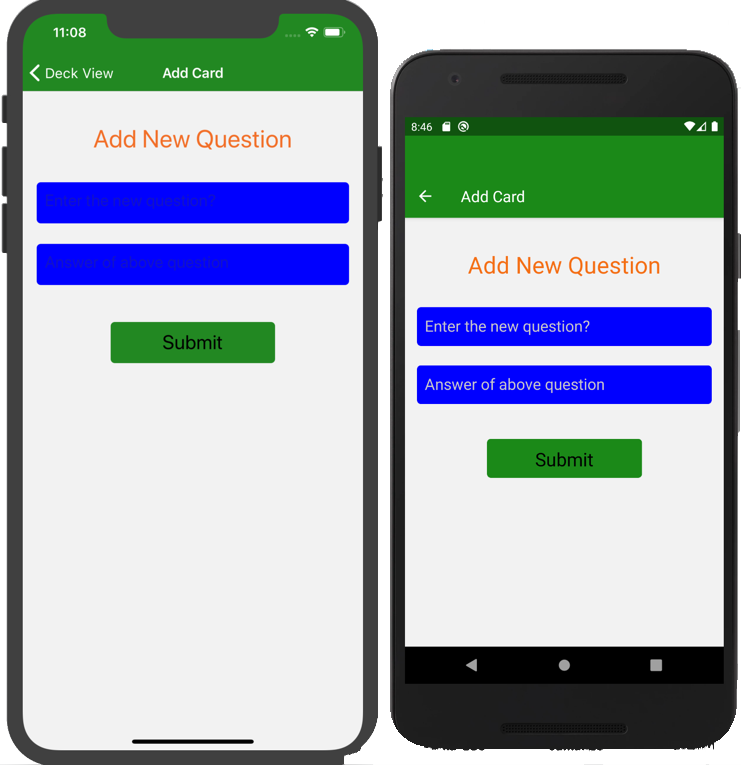 11:08
Deck View
Add Card
Add New Question
Enter the new question?
Answer of above question
Submit
8:46
Add Card
Add New Question
Enter the new question?
Answer of above question
Submit